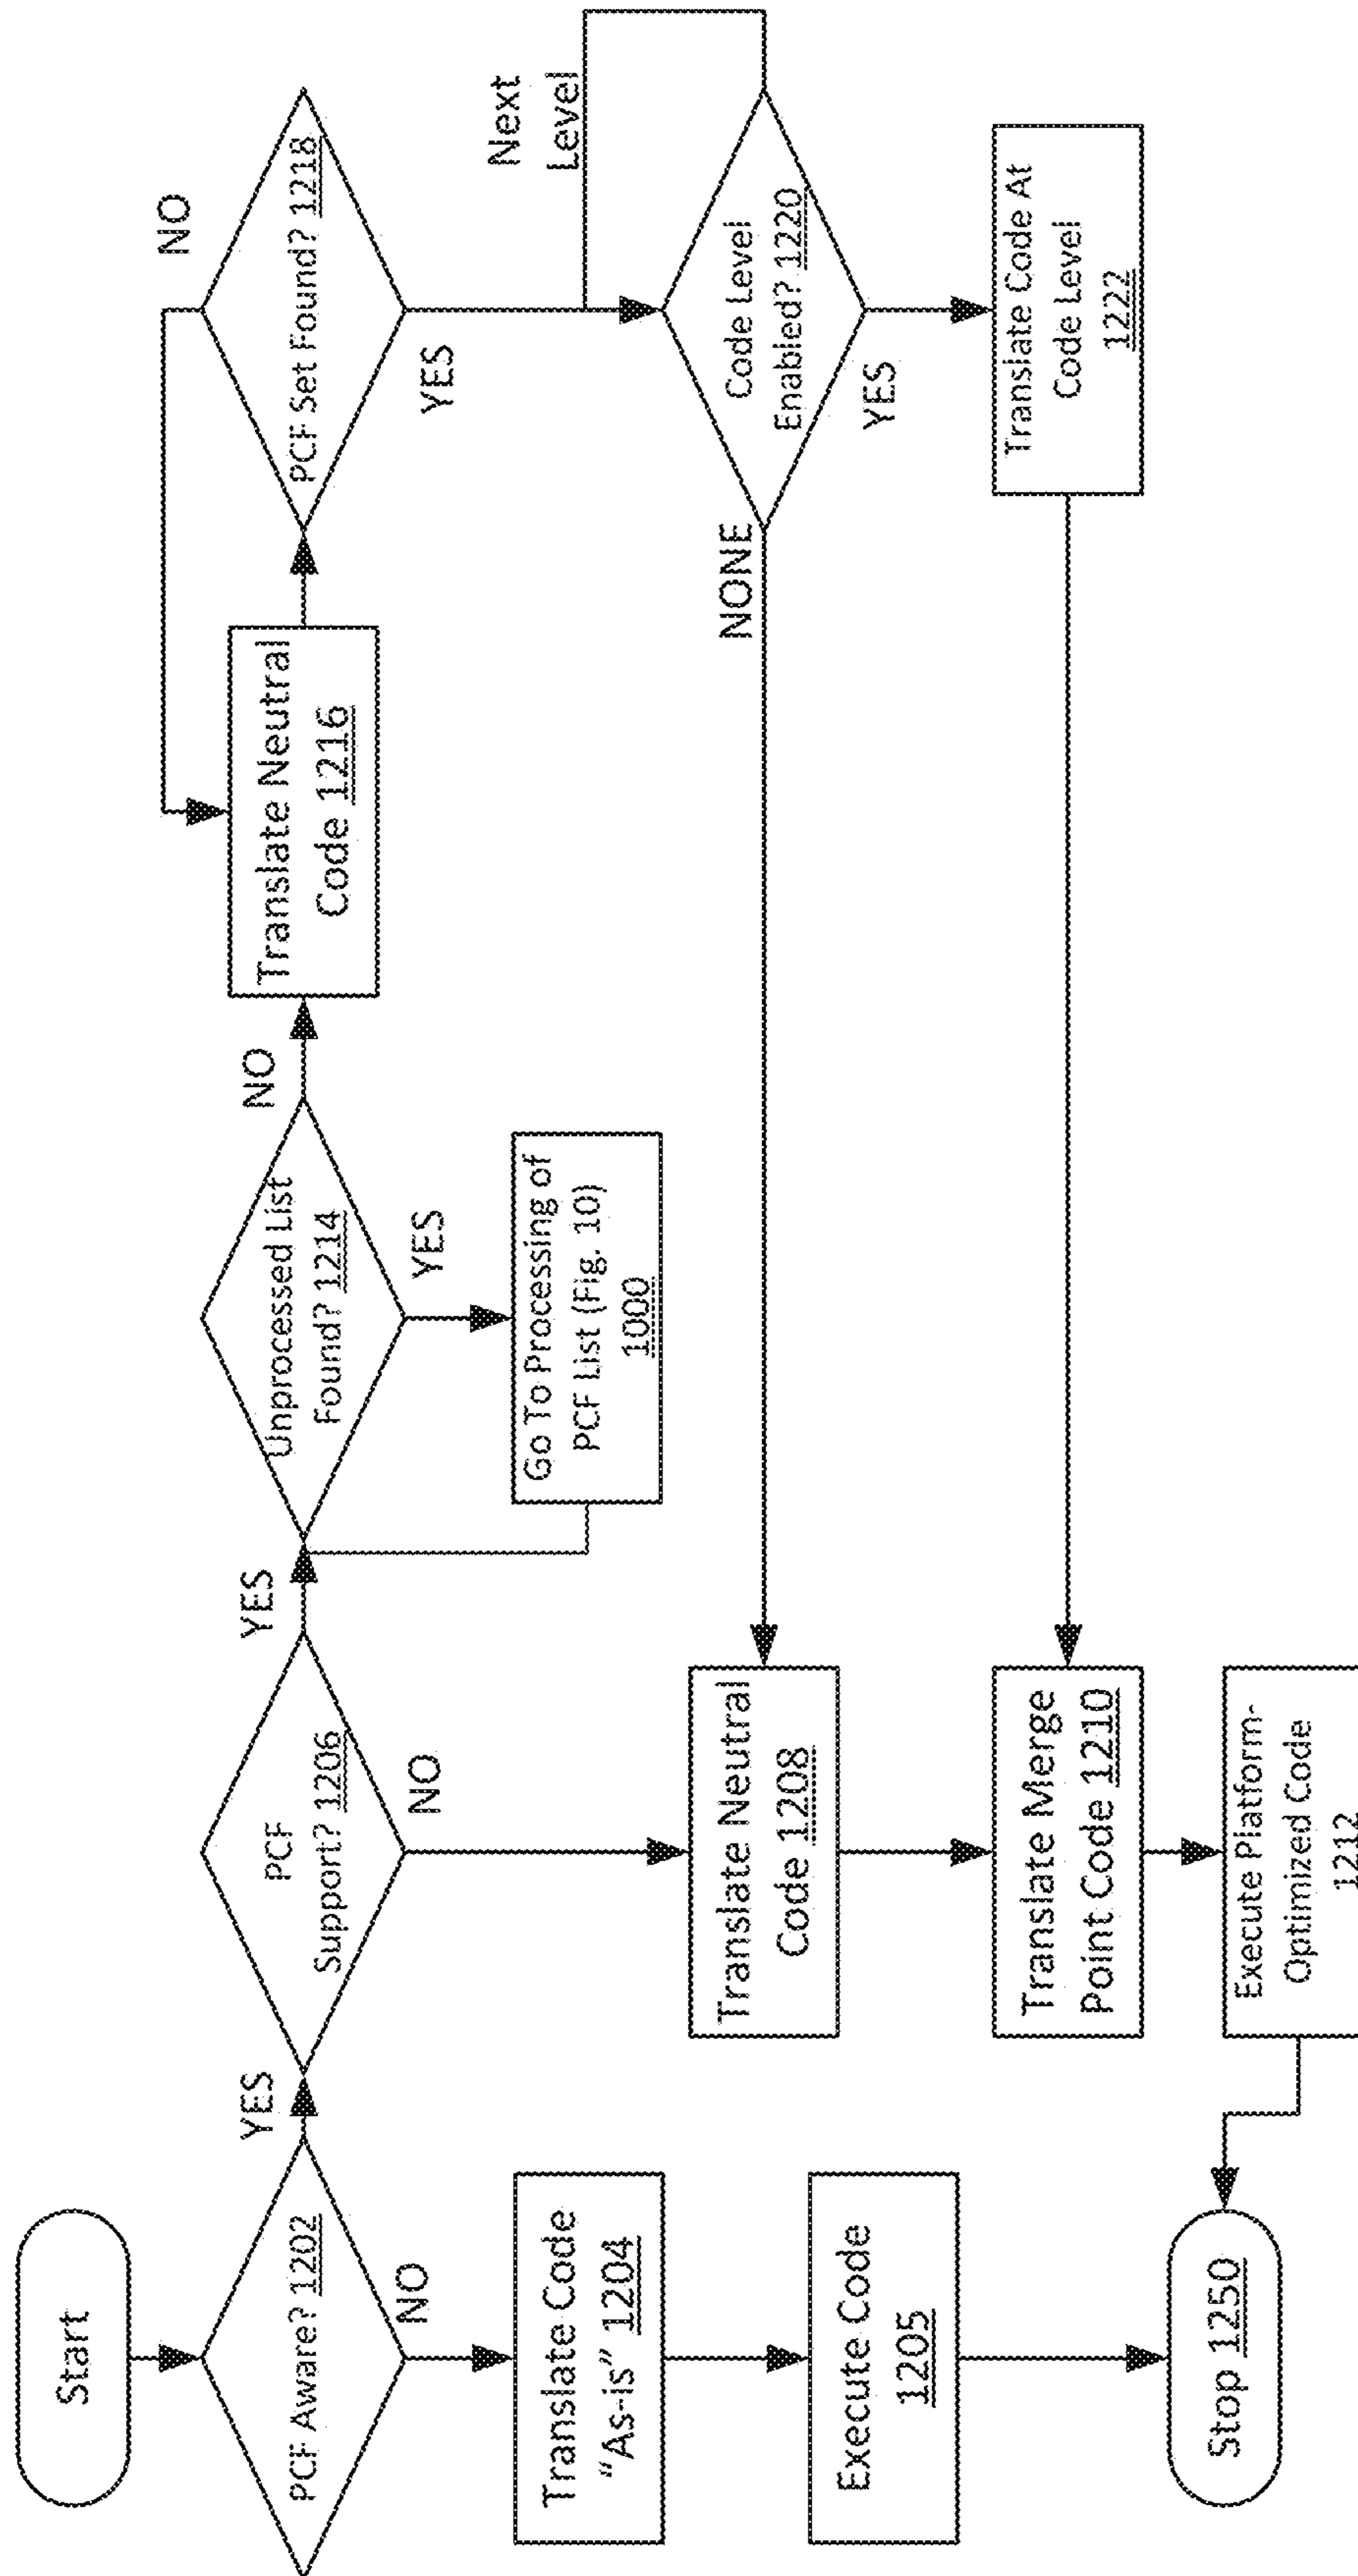 Start
PCF Aware? 1202
YES
NO
Translate Code
“As-is” 1204
Execute Code
1205
Stop 1250
PCF
Support? 1206
YES
NO
Translate Neutral
Code 1208
Translate Merge
Point Code 1210
Execute Platform-
Optimized Code
1212
Unprocessed List
Found? 1214
NO
YES
Go To Processing of
PCF List (Fig. 10)
1000
Translate Neutral
Code 1216
PCF Set Found? 1218
NO
YES
Next
Level
Code Level
Enabled? 1220
NONE
YES
Translate Code At
Code Level
1222